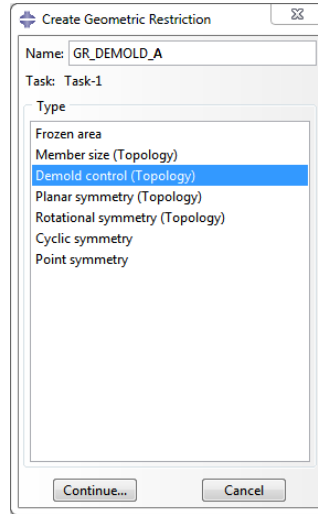 Create Geometric Restriction
Name: GR_DEMOLD_A
Task: Task-1
Type
Frozen area
Member size (Topology)
Demold control (Topology)
Planar symmetry (Topology)
Rotational symmetry (Topology)
Cyclic symmetry
Point symmetry
Continue... Cancel